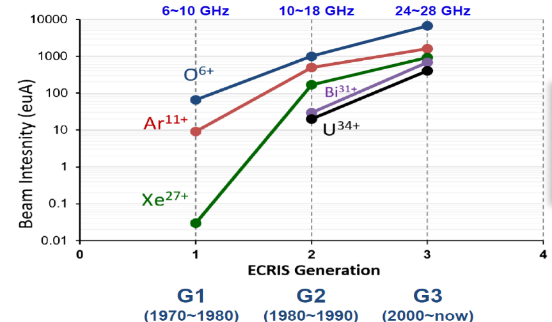 6~10 GHz 10~18 GHz 24~28 GHz
Beam Intesnity (euA)
10000
1000
100
10
1
0.1
0.01
O6+
Ar11+
Xe27+
Bi31+
U34+
0 1 2 3 4
ECRIS Generation
G1 G2 G3
(1970~1980) (1980~1990) (2000~now)